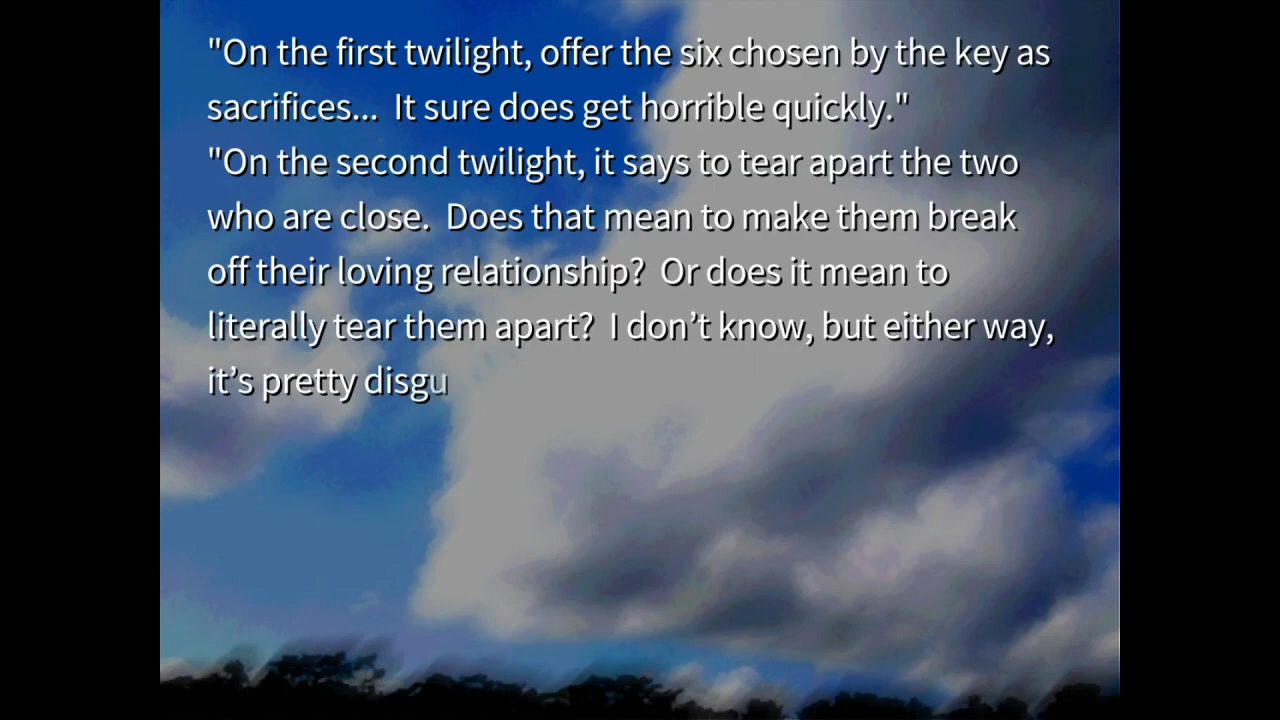 "On the first twilight, offer the six chosen by the key as
sacrifices...  It sure does get horrible quickly."
"On the second twilight, it says to tear apart the two
who are close.  Does that mean to make them break
off their loving relationship?  Or does it mean to
literally tear them apart?  I don’t know, but either way,
it’s pretty disgu